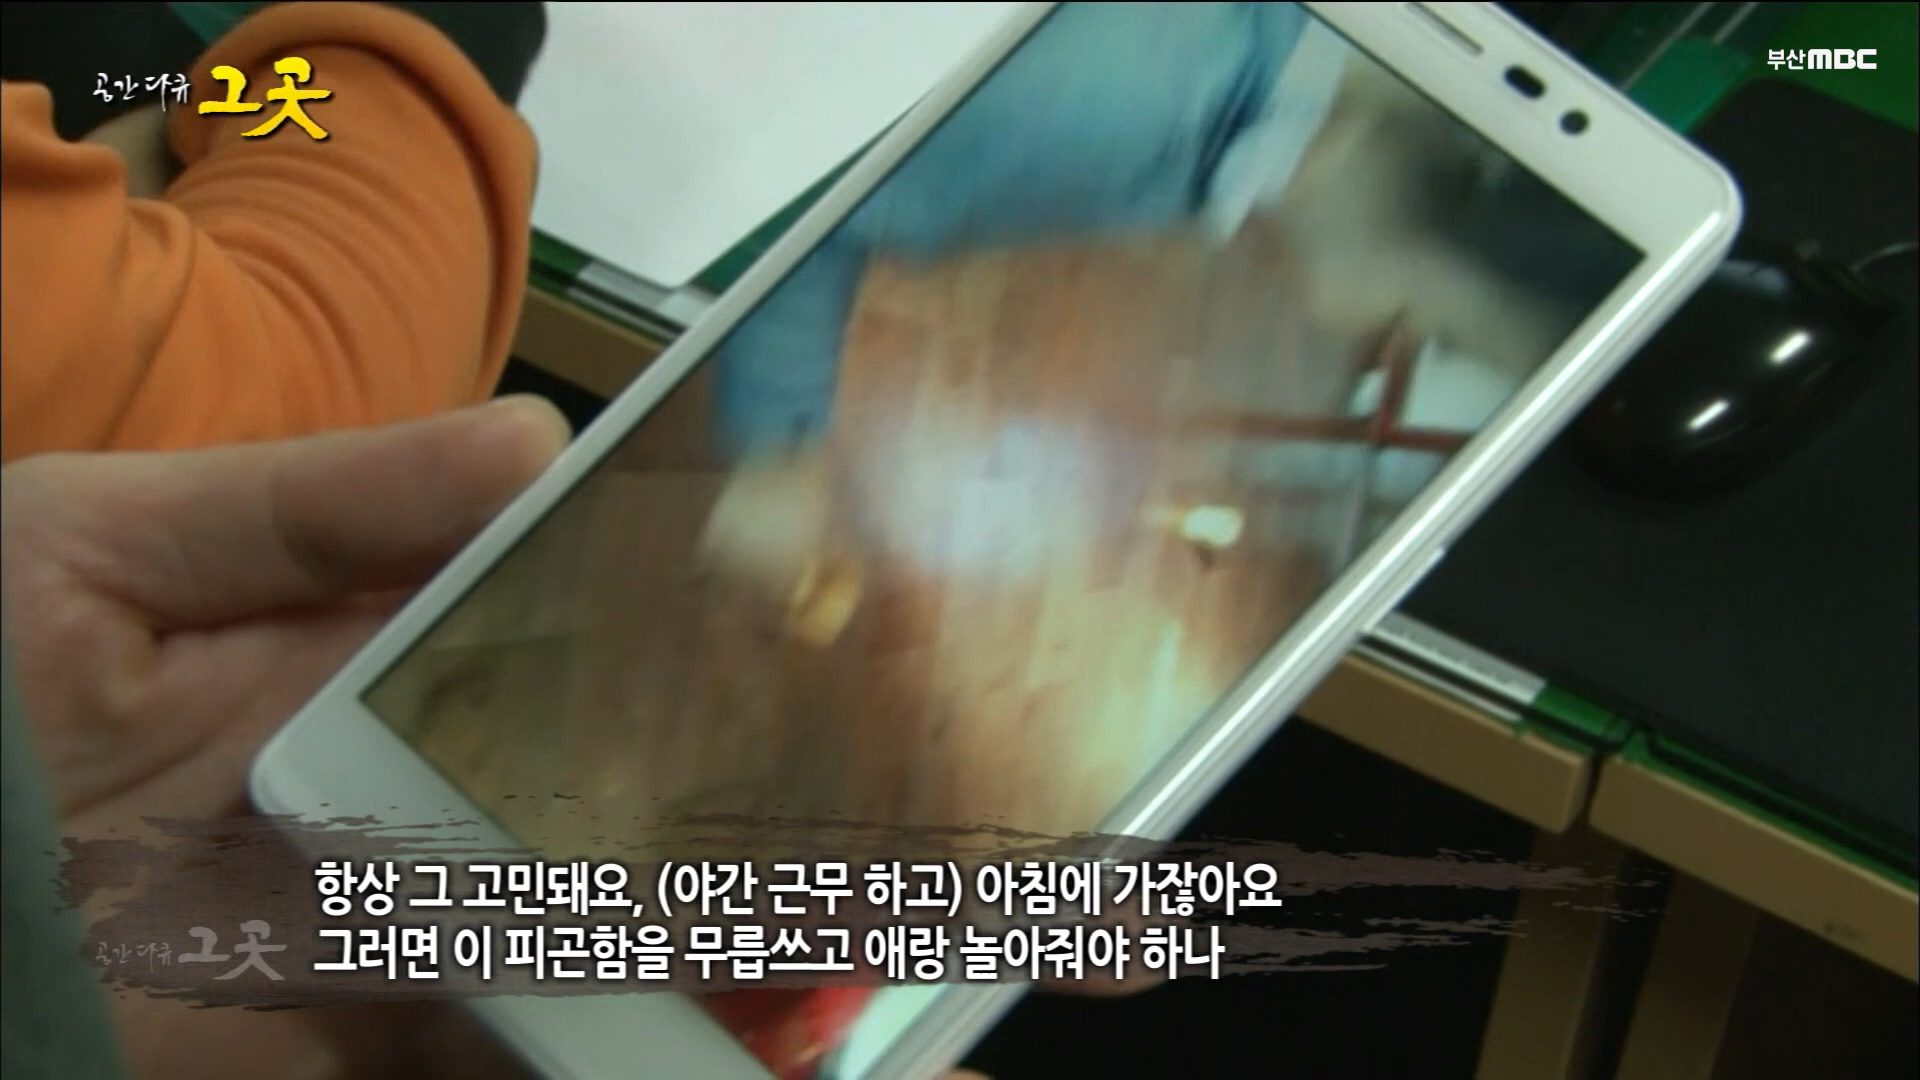 공간다큐 그곳
부산MBC
항상 그 고민돼요, (야간 근무 하고) 아침에 가잖아요
그러면 이 피곤함을 무릅쓰고 애랑 놀아줘야 하나
공간다큐 그곳